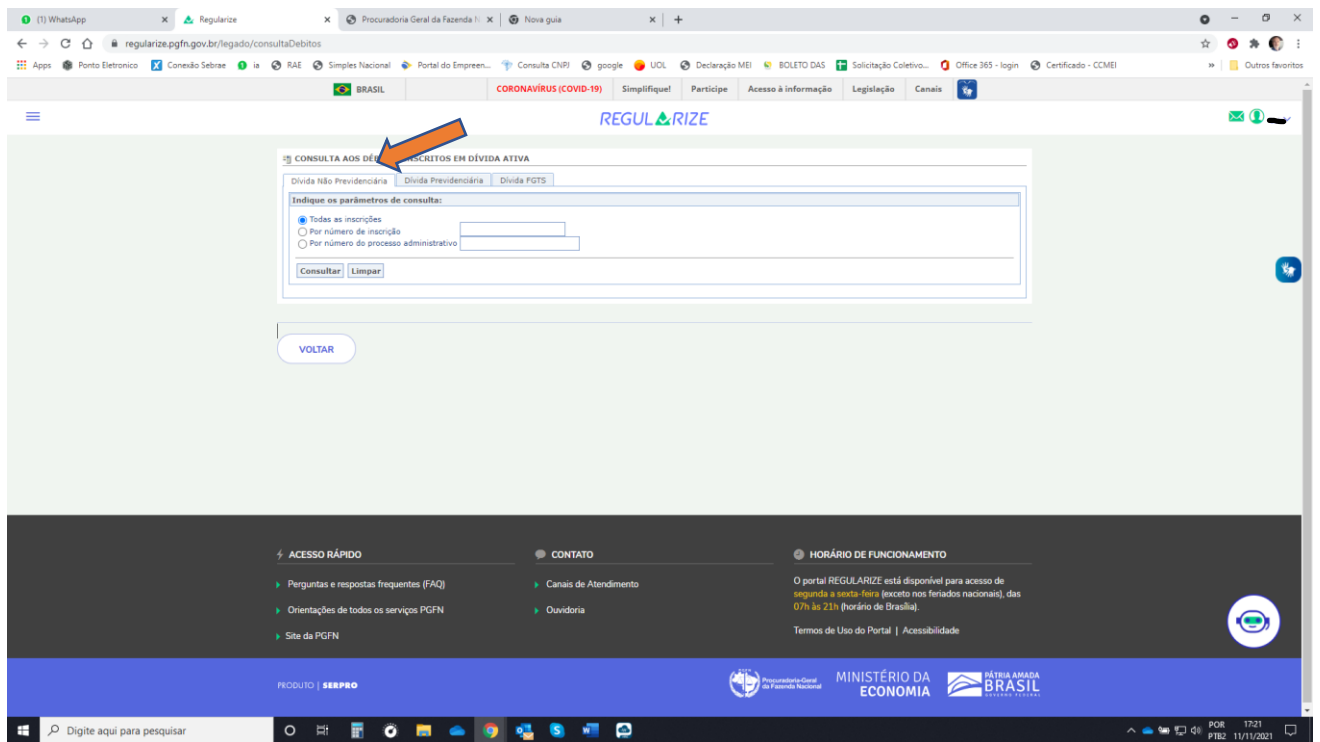 (1) WhatsApp
Regularize
Procuradoria Geral da Fazenda N
Nova guia
regularize.pgfn.gov.br/legado/consultaDebitos
Apps Ponto Eletronico Conexão Sebrae ia RAE Simples Nacional Portal do Empreen... Consulta CNPJ google UOL Declaração MEI BOLETO DAS Solicitação Coletivo... Office 365 - login Certificado - CCMEI » Outros favoritos
BRASIL CORONAVÍRUS (COVID-19) Simplifique! Participe Acesso à informação Legislação Canais
REGULARIZE
CONSULTA AOS DÉ INSCRITOS EM DÍVIDA ATIVA
Dívida Não Previdenciária Dívida Previdenciária Dívida FGTS
Indique os parâmetros de consulta:
Todas as inscrições
Por número de inscrição
Por número do processo administrativo
Consultar Limpar
VOLTAR
ACESSO RÁPIDO
Perguntas e respostas frequentes (FAQ)
Orientações de todos os serviços PGFN
Site da PGFN
CONTATO
Canais de Atendimento
Ouvidoria
HORÁRIO DE FUNCIONAMENTO
O portal REGULARIZE está disponível para acesso de
segunda a sexta-feira (exceto nos feriados nacionais), das
07h às 21h (horário de Brasília).
Termos de Uso do Portal | Acessibilidade
PRODUTO | SERPRO
Procuradoria-Geral
da Fazenda Nacional
MINISTÉRIO DA
ECONOMIA
PÁTRIA AMADA
BRASIL
GOVERNO FEDERAL
Digite aqui para pesquisar
POR 17:21
PTB2 11/11/2021